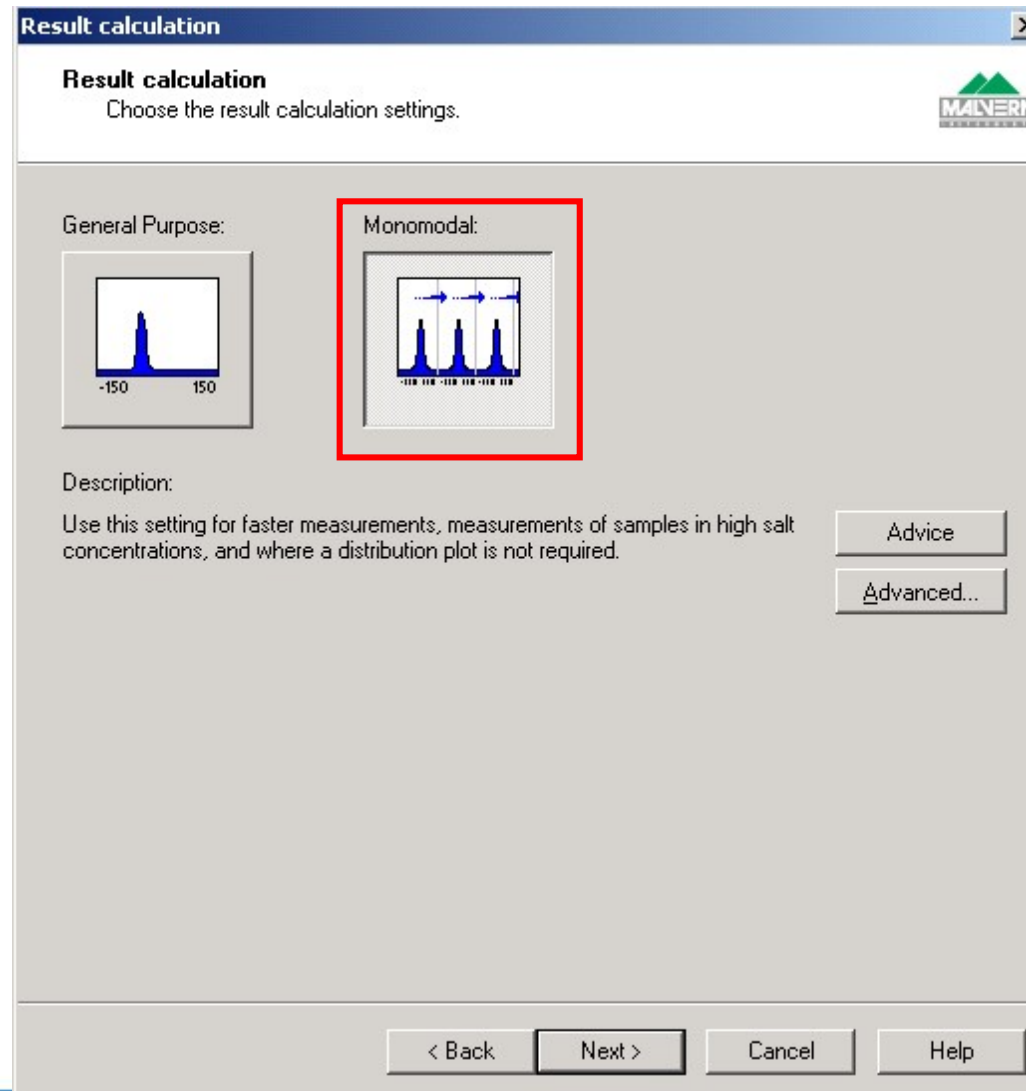 Result calculation
Result calculation
Choose the result calculation settings.
MALVERN
General Purpose:
Monomodal:
-150 150
Description:
Use this setting for faster measurements, measurements of samples in high salt
concentrations, and where a distribution plot is not required.
Advice
Advanced...
< Back
Next >
Cancel
Help